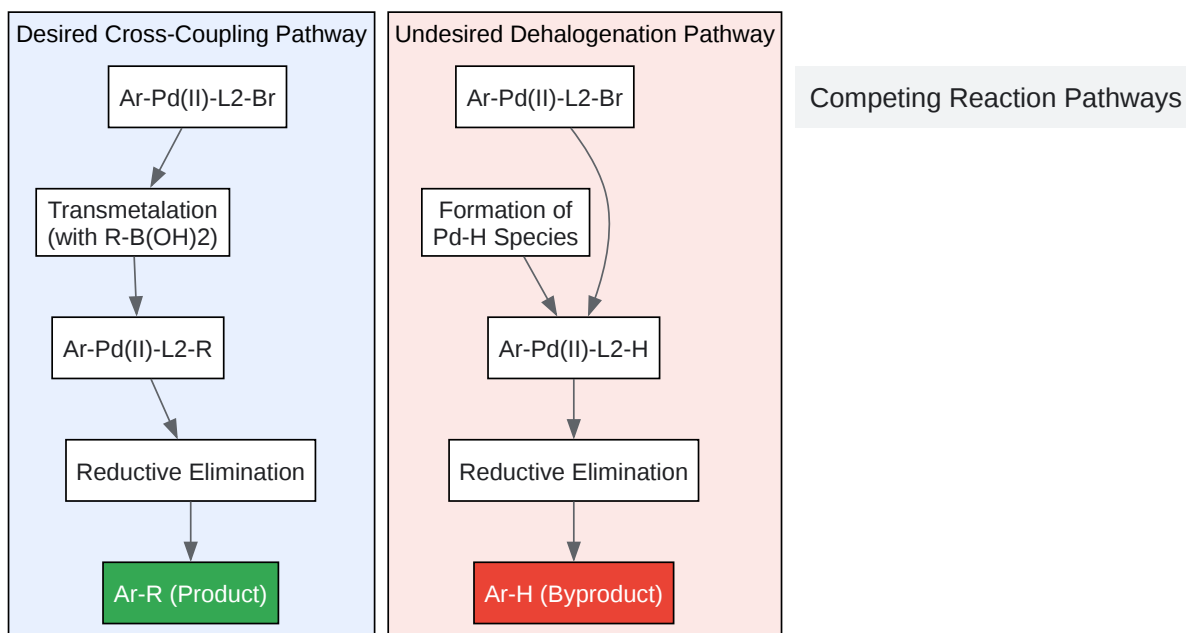 Desired Cross-Coupling Pathway
Ar-Pd(II)-L2-Br
Transmetalation
(with R-B(OH)2)
Ar-Pd(II)-L2-R
Reductive Elimination
Ar-R (Product)
Undesired Dehalogenation Pathway
Ar-Pd(II)-L2-Br
Formation of
Pd-H Species
Ar-Pd(II)-L2-H
Reductive Elimination
Ar-H (Byproduct)
Competing Reaction Pathways